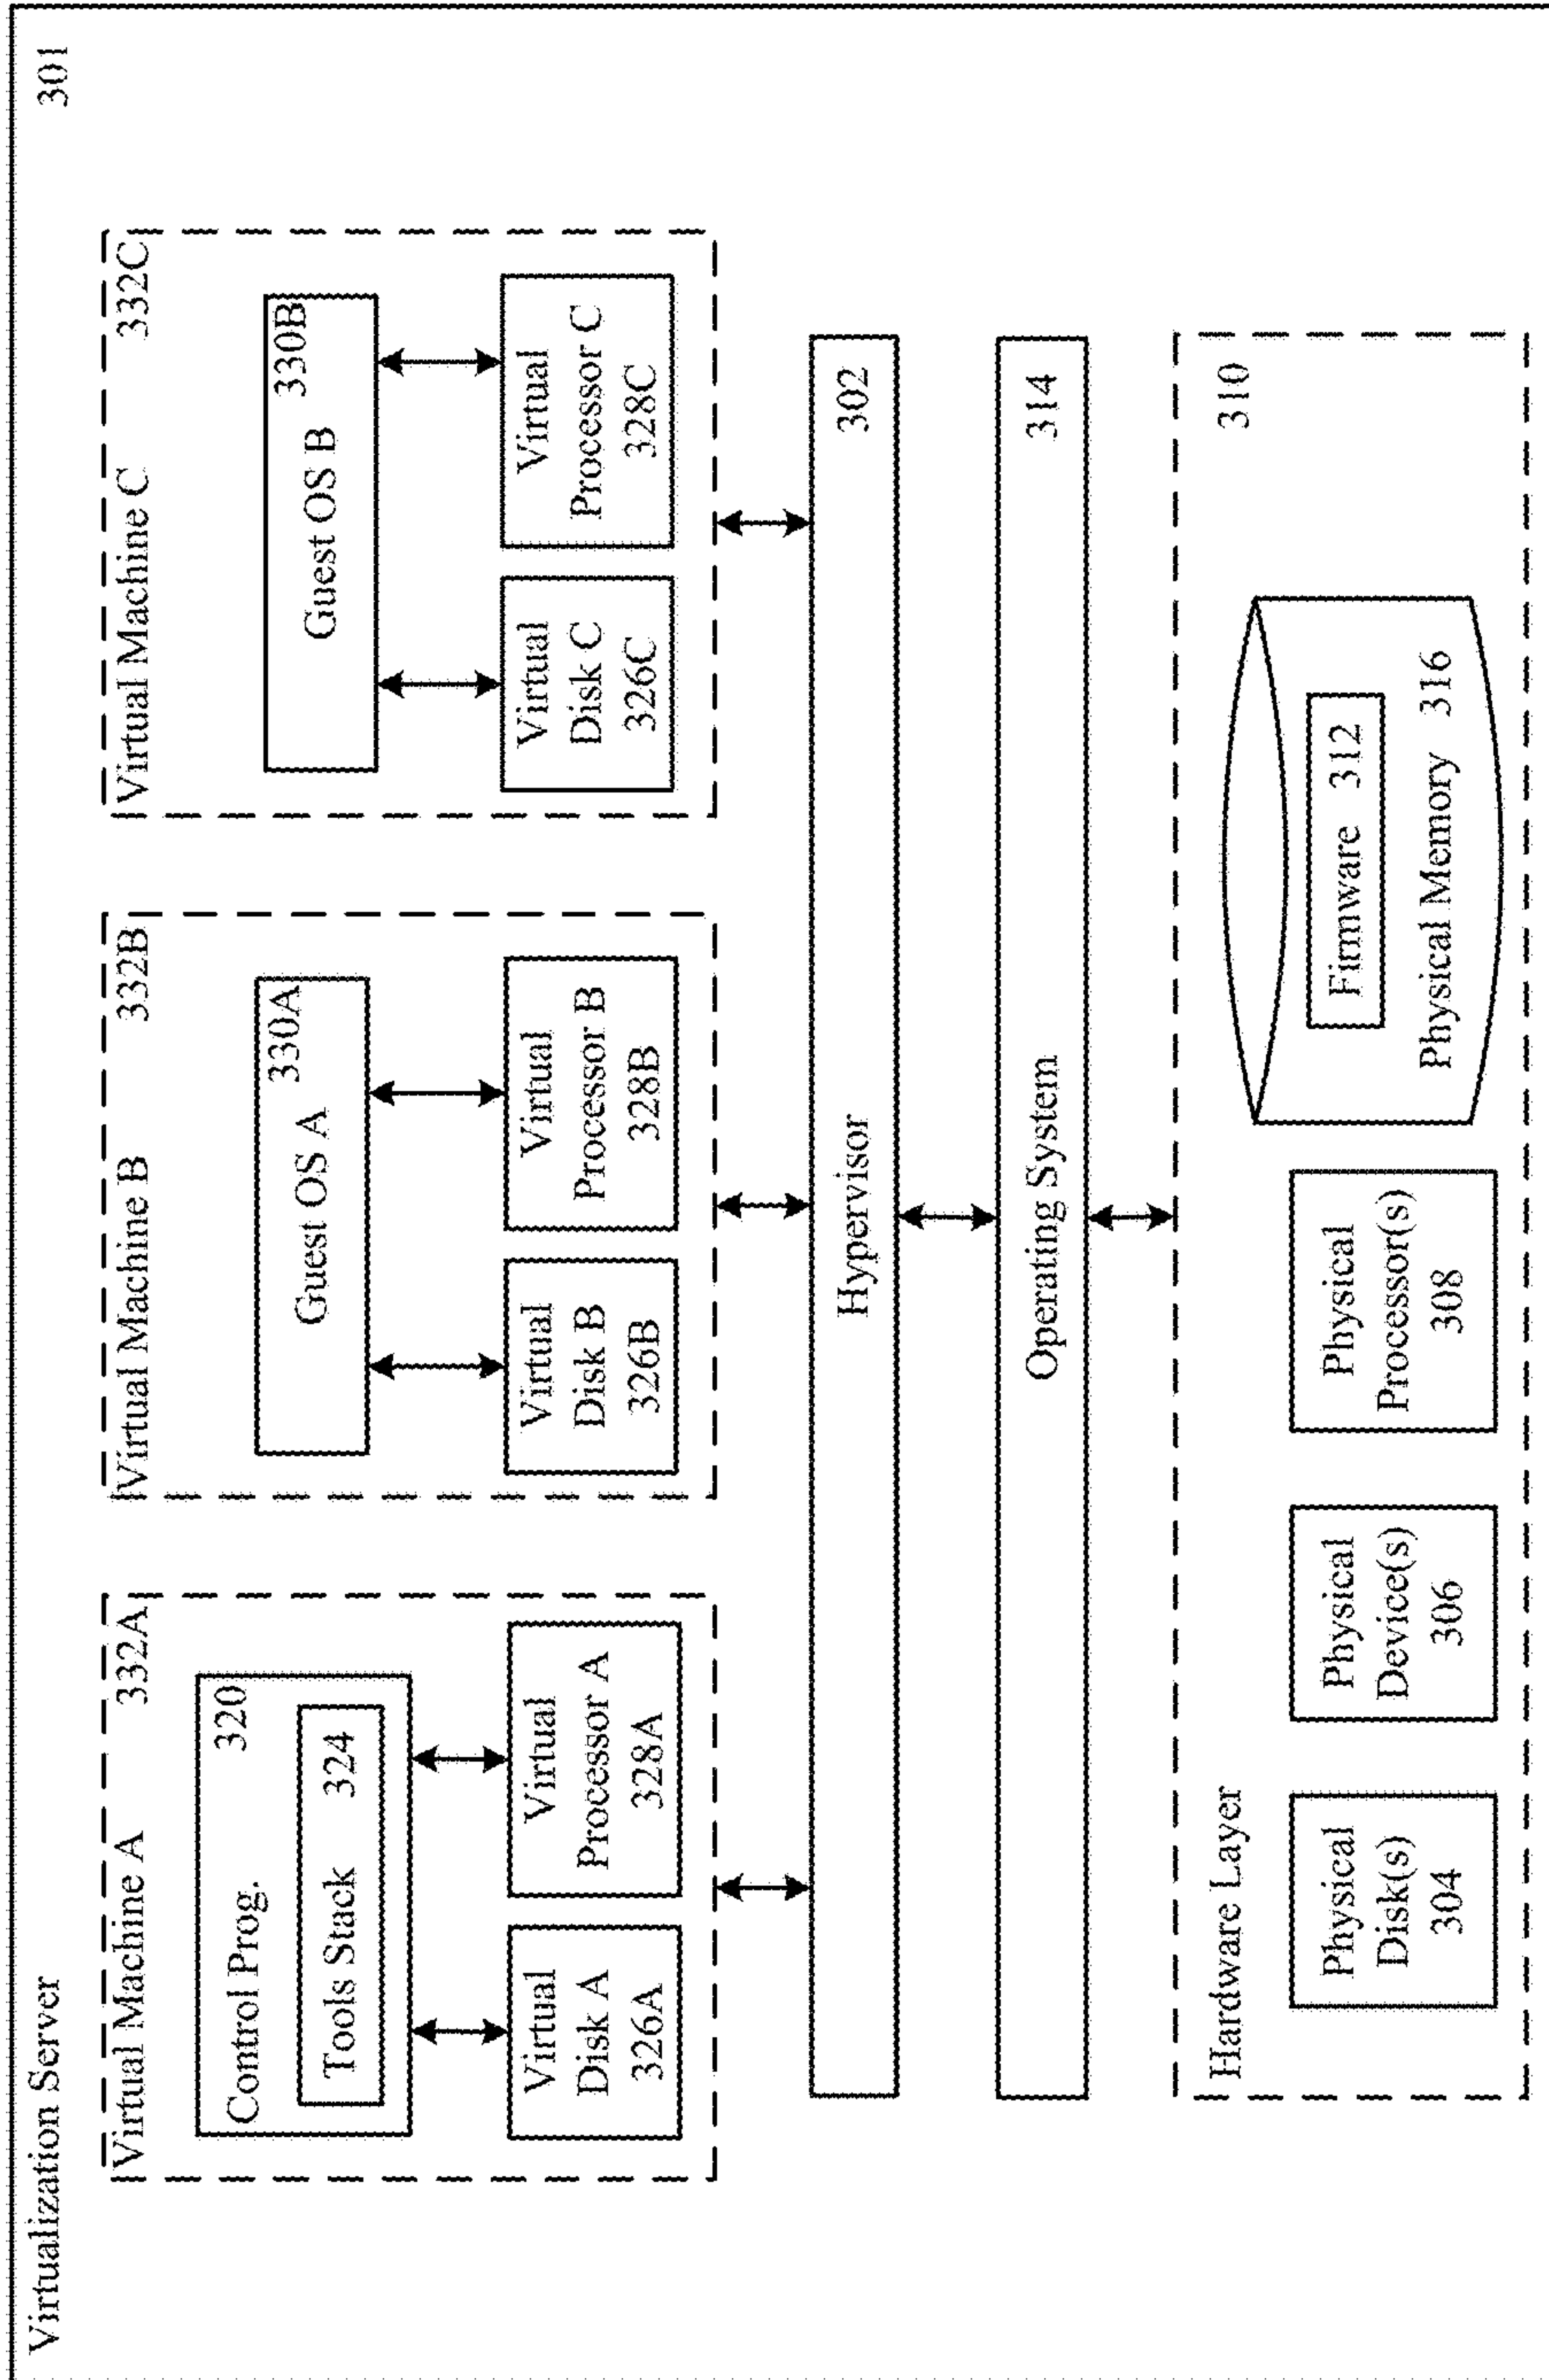 Virtualization Server 301
Virtual Machine A 332A
Control Prog. 320
Tools Stack 324
Virtual
Disk A
326A
Virtual
Processor A
328A
Virtual Machine B 332B
330A
Guest OS A
Virtual
Disk B
326B
Virtual
Processor B
328B
Virtual Machine C 332C
330B
Guest OS B
Virtual
Disk C
326C
Virtual
Processor C
328C
Hypervisor 302
Operating System 314
Hardware Layer 310
Physical
Disk(s)
304
Physical
Device(s)
306
Physical
Processor(s)
308
Firmware 312
Physical Memory 316